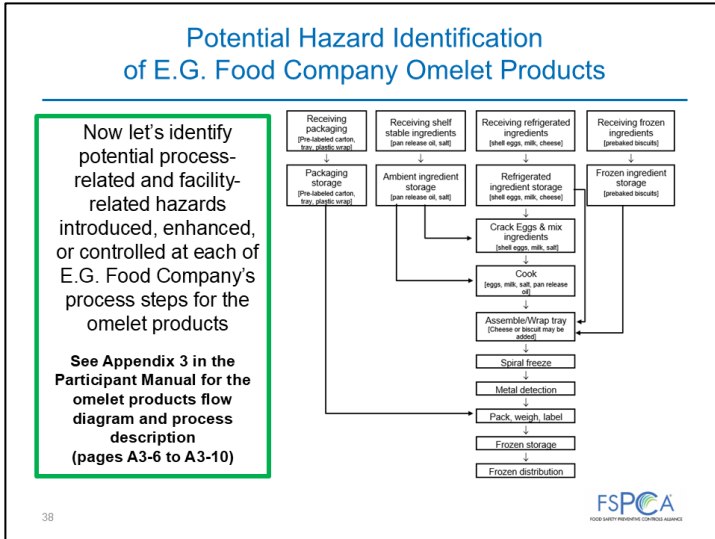 Potential Hazard Identification
of E.G. Food Company Omelet Products
Now let's identify
potential process-
related and facility-
related hazards
introduced, enhanced,
or controlled at each of
E.G. Food Company's
process steps for the
omelet products
See Appendix 3 in the
Participant Manual for the
omelet products flow
diagram and process
description
(pages A3-6 to A3-10)
Receiving
packaging
[Pre-labeled carton,
tray, plastic wrap]
Receiving shelf
stable ingredients
[pan release oil, salt]
Receiving refrigerated
ingredients
[shell eggs, milk, cheese]
Receiving frozen
ingredients
[prebaked biscuits]
Packaging
storage
[Pre-labeled carton,
tray, plastic wrap]
Ambient ingredient
storage
[pan release oil, salt]
Refrigerated
ingredient storage
[shell eggs, milk, cheese]
Frozen ingredient
storage
[prebaked biscuits]
Crack Eggs & mix
ingredients
[shell eggs, milk, salt]
Cook
[eggs, milk, salt, pan release
oil]
Assemble/Wrap tray
[Cheese or biscuit may be
added]
Spiral freeze
Metal detection
Pack, weigh, label
Frozen storage
Frozen distribution
38
FSPCA
FOOD SAFETY PREVENTIVE CONTROLS ALLIANCE